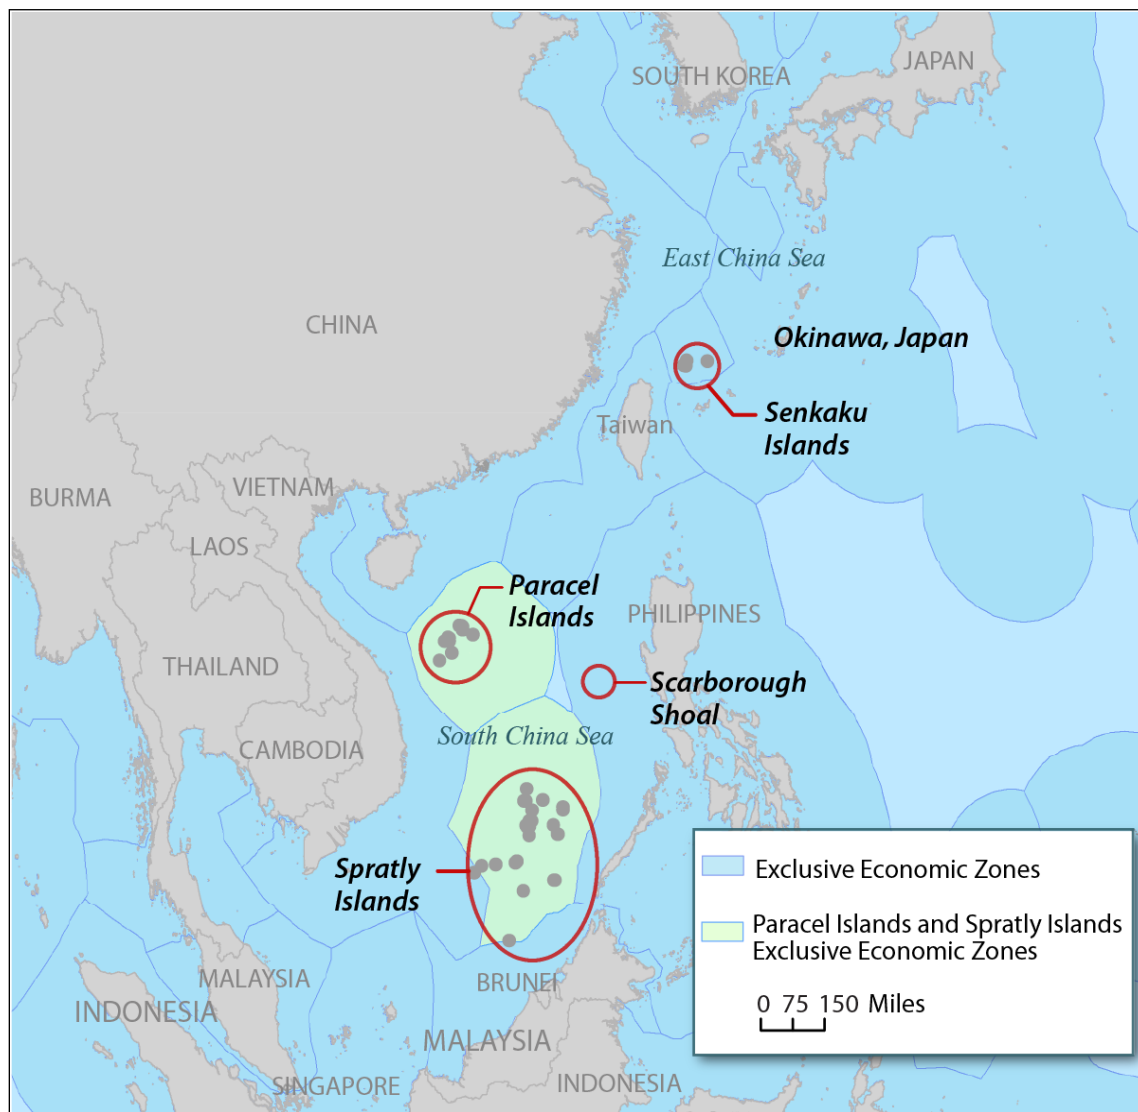 JAPAN
SOUTH KOREA
East China Sea
CHINA
Okinawa, Japan
Senkaku
Islands
Taiwan
VIETNAM
BURMA
LAOS
Paracel
Islands
PHILIPPINES
THAILAND
Scarborough
Shoal
South China Sea
CAMBODIA
Spratly
Islands
Exclusive Economic Zones
Paracel Islands and Spratly Islands
Exclusive Economic Zones
0 75 150 Miles
MALAYSIA
BRUNEI
INDONESIA
MALAYSIA
SINGAPORE
INDONESIA